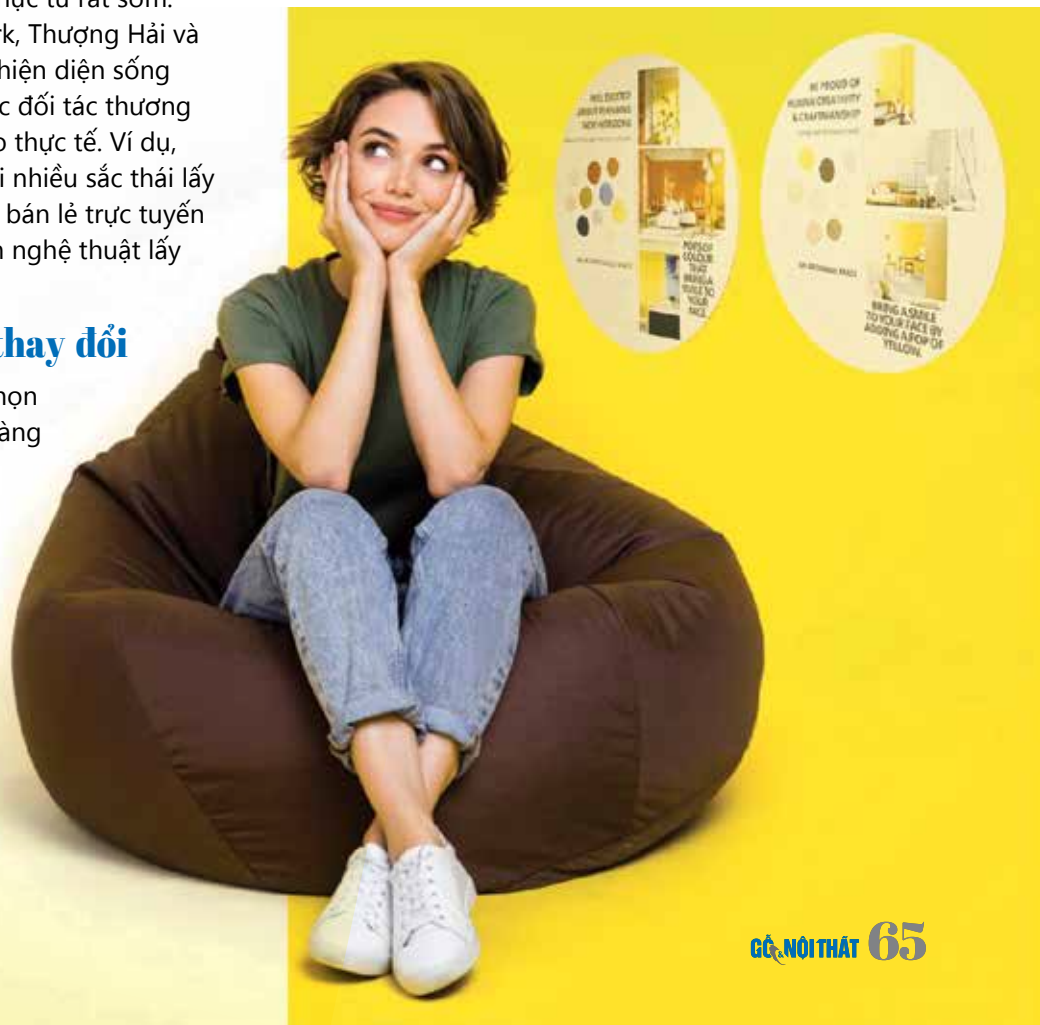 rk, Thượng Hải và
hiện diện sống
c đối tác thương
o thực tế. Ví dụ,
i nhiều sắc thái lấy
bán lẻ trực tuyến
n nghệ thuật lấy
thay đổi
họn
àng
BE PROUD OF
HUMAN CREATIVITY
& CRAFTMANSHIP
POPS OF
COLOUR
THAT
BRING A
SMILE TO
YOUR
FACE.
BRING A SMILE
TO YOUR FACE BY
ADDING A POP OF
YELLOW.
GỖ & NỘI THẤT 65